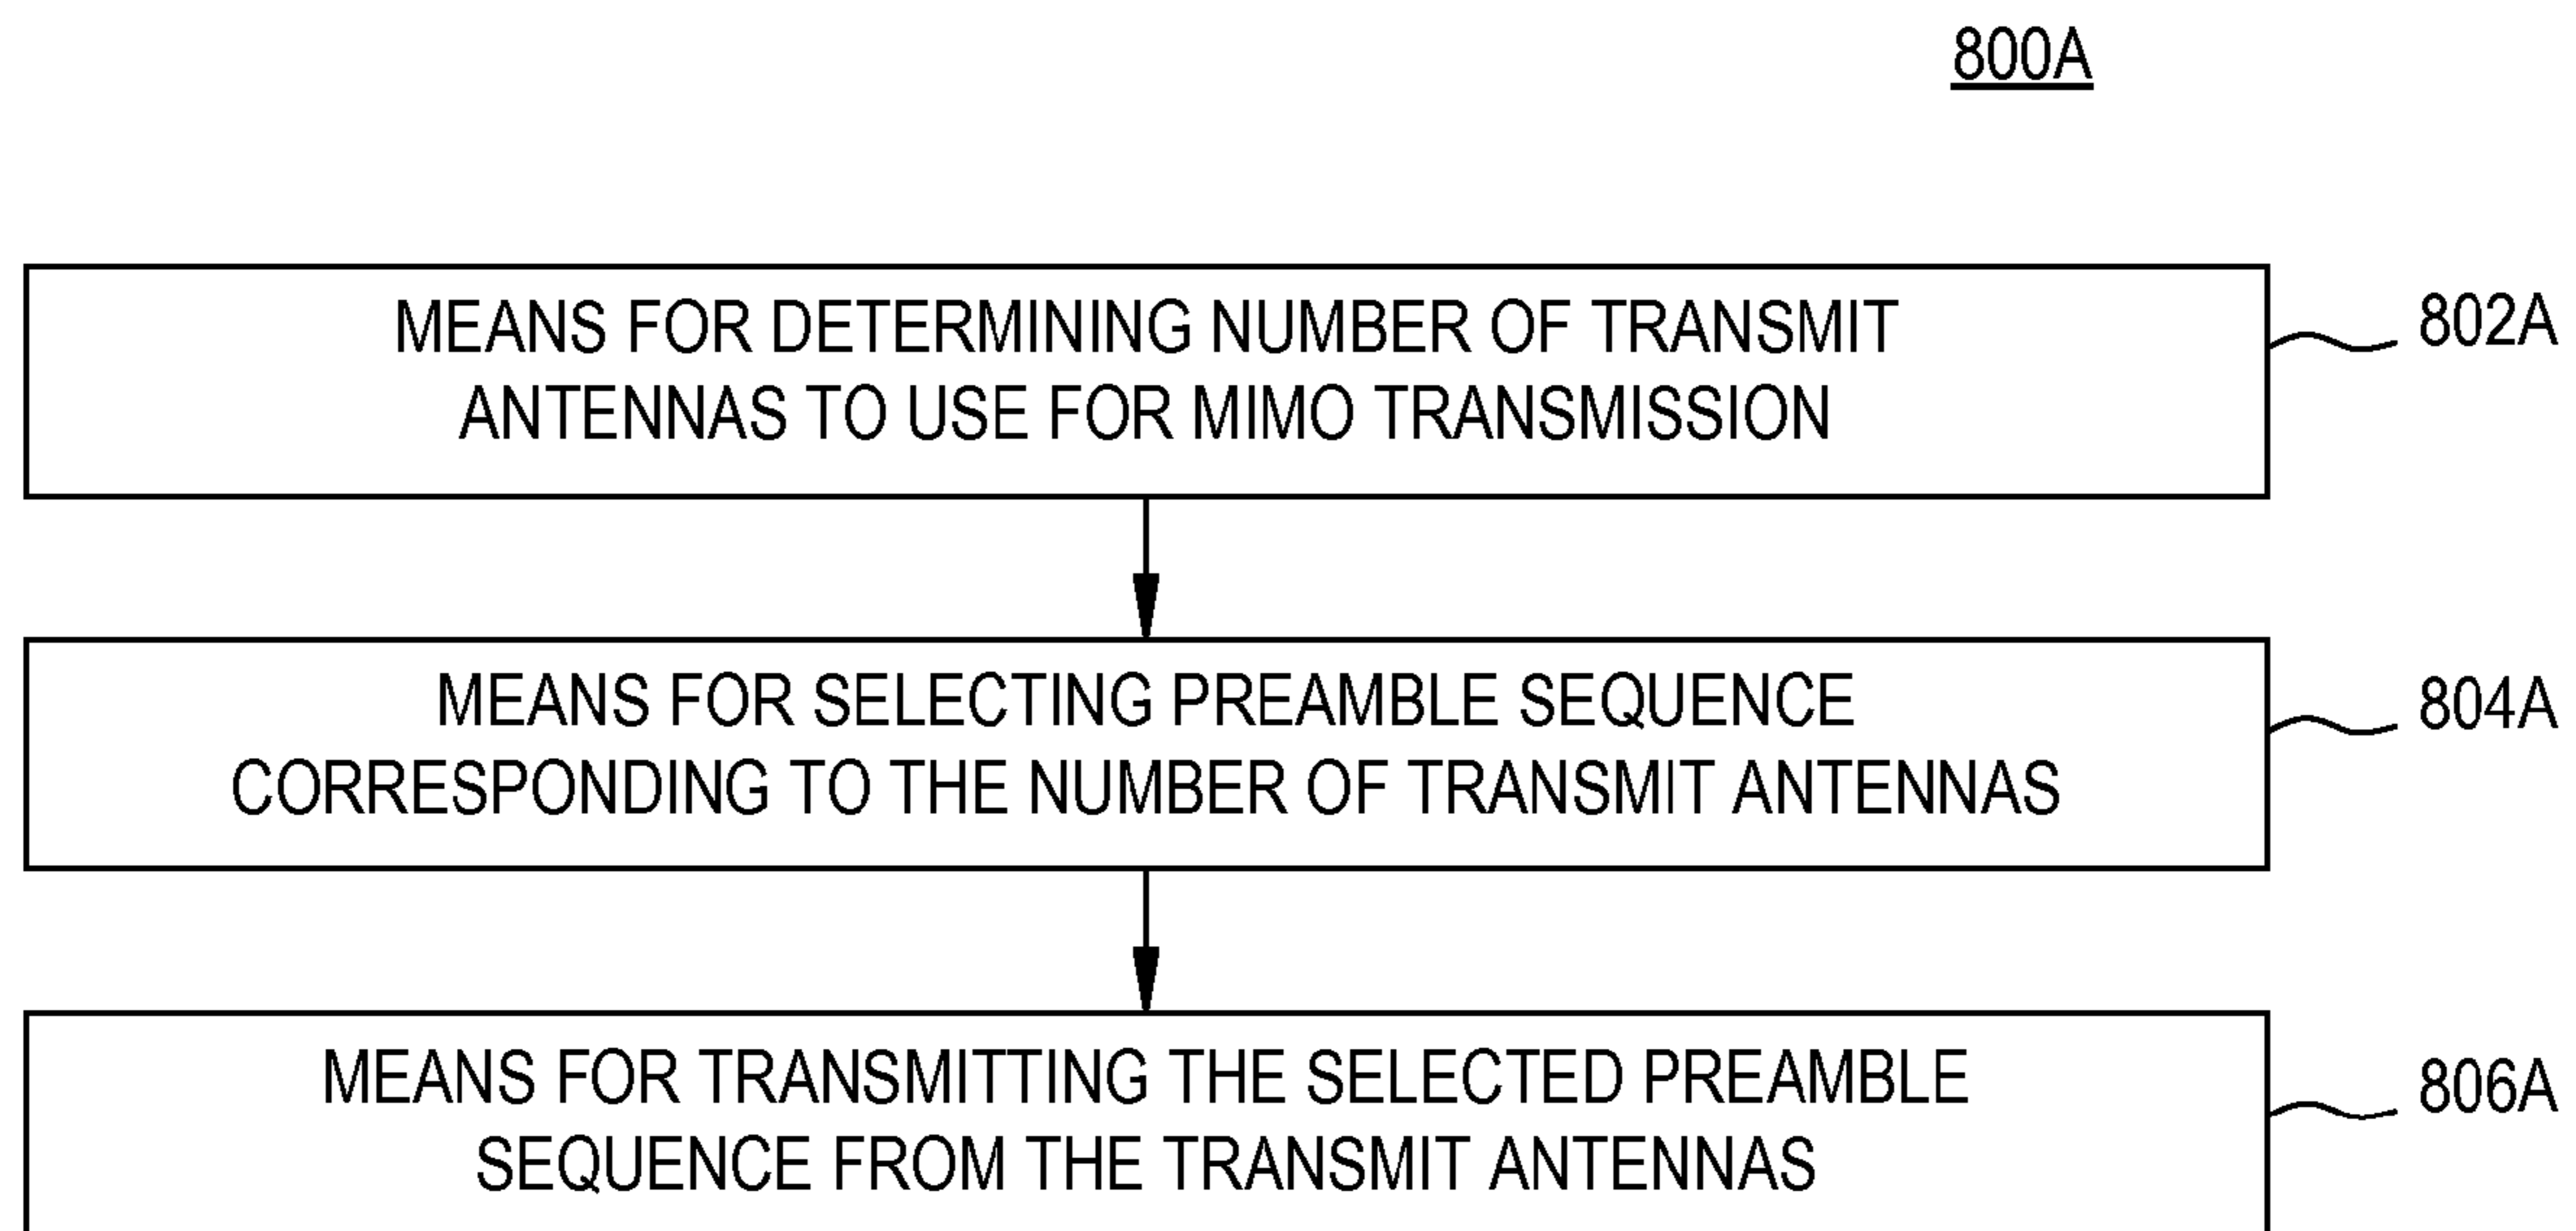 800A
MEANS FOR DETERMINING NUMBER OF TRANSMIT
ANTENNAS TO USE FOR MIMO TRANSMISSION
802A
MEANS FOR SELECTING PREAMBLE SEQUENCE
CORRESPONDING TO THE NUMBER OF TRANSMIT ANTENNAS
804A
MEANS FOR TRANSMITTING THE SELECTED PREAMBLE
SEQUENCE FROM THE TRANSMIT ANTENNAS
806A